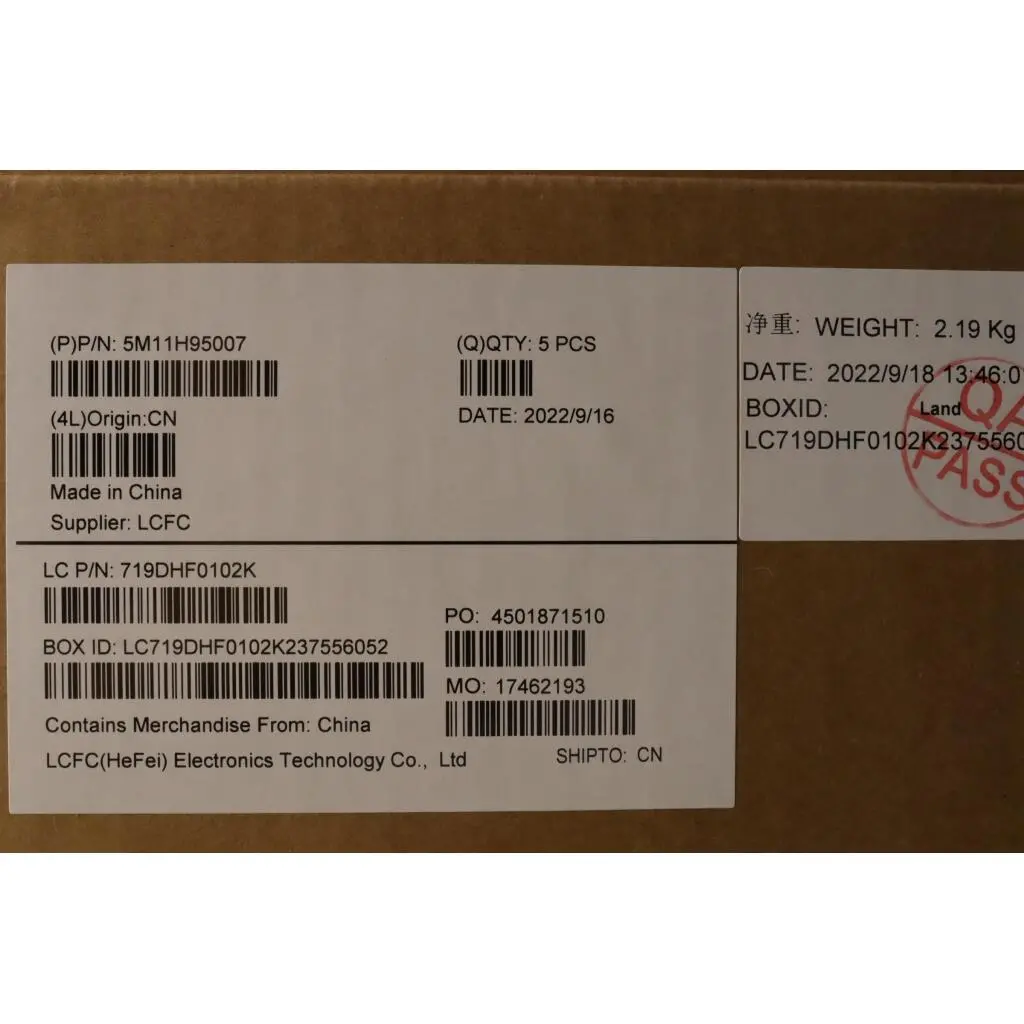 (P)P/N: 5M11H95007
(Q)QTY: 5 PCS
(4L)Origin:CN
DATE: 2022/9/16
Made in China
Supplier: LCFC
LC P/N: 719DHF0102K
PO: 4501871510
BOX ID: LC719DHF0102K237556052
MO: 17462193
Contains Merchandise From: China
LCFC(HeFei) Electronics Technology Co., Ltd
SHIPTO: CN
净重: WEIGHT: 2.19 Kg
DATE: 2022/9/18 13:46:0
BOXID: Land
LC719DHF0102K2375560
QA
PASS